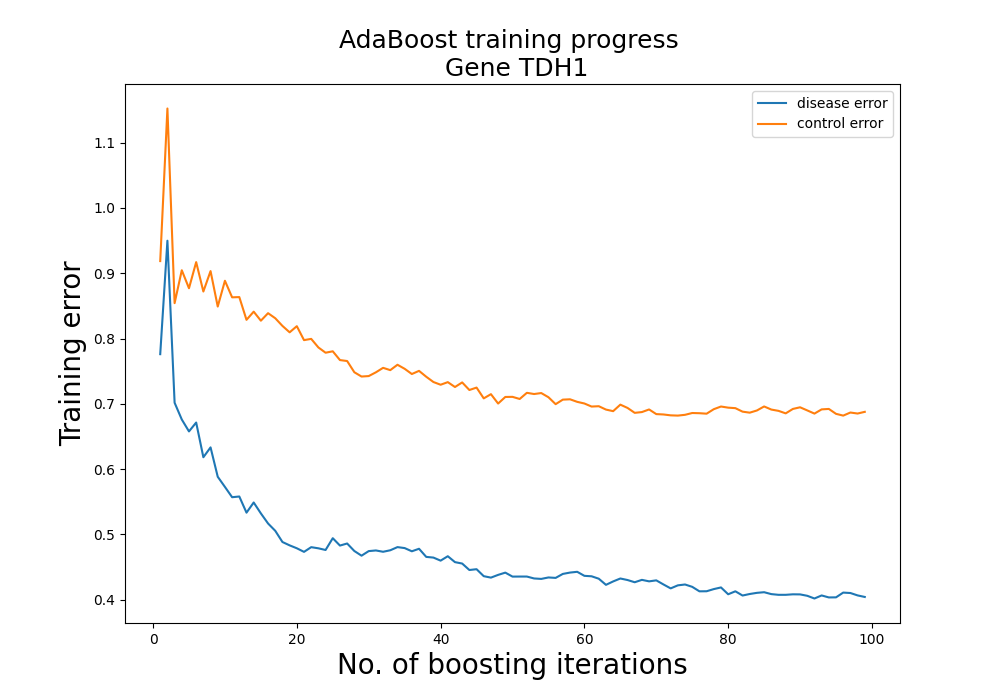 AdaBoost training progress
Gene TDH1
disease error
control error
Training error
1.1
1.0
0.9
0.8
0.7
0.6
0.5
0.4
0 20 40 60 80 100
No. of boosting iterations